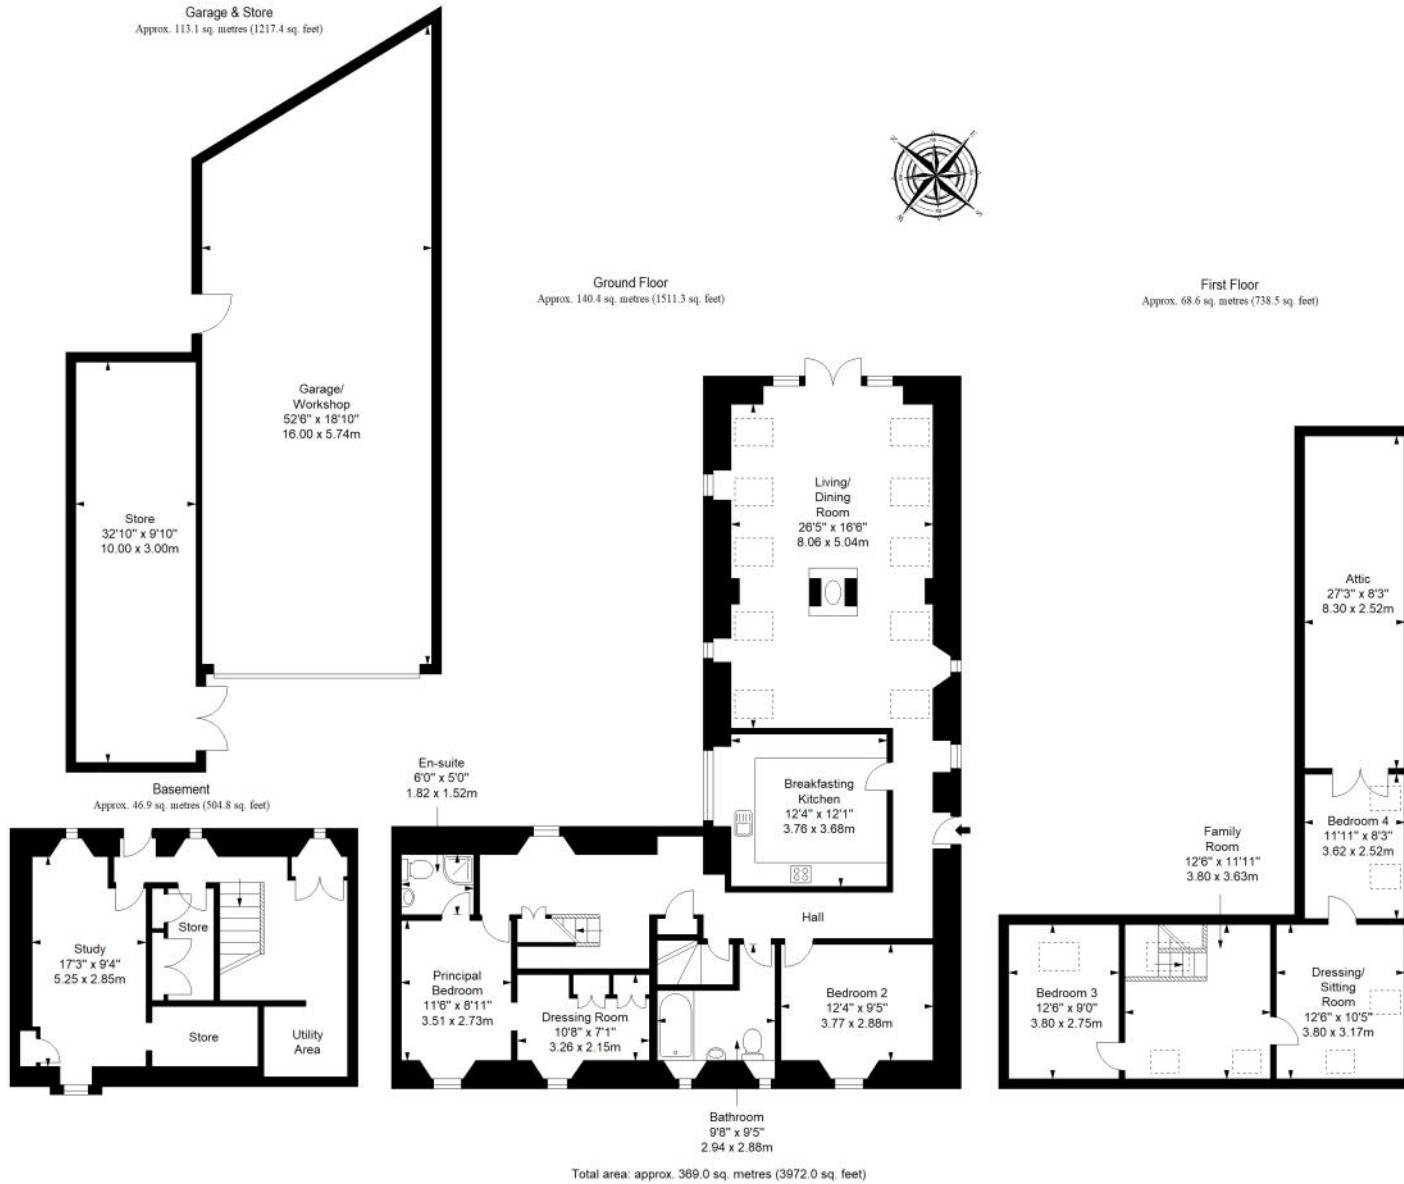 Garage & Store
Approx. 113.1 sq. metres (1217.4 sq. feet)
Garage/
Workshop
52'6" x 18'10"
16.00 x 5.74m
Store
32'10" x 9'10"
10.00 x 3.00m
N
E
S
W
Basement
Approx. 46.9 sq. metres (504.8 sq. feet)
Study
17'3" x 9'4"
5.25 x 2.85m
Store
Store
Utility
Area
Ground Floor
Approx. 140.4 sq. metres (1511.3 sq. feet)
Living/
Dining
Room
26'5" x 16'6"
8.06 x 5.04m
Breakfasting
Kitchen
12'4" x 12'1"
3.76 x 3.68m
En-suite
6'0" x 5'0"
1.82 x 1.52m
Hall
Principal
Bedroom
11'6" x 8'11"
3.51 x 2.73m
Dressing Room
10'8" x 7'1"
3.26 x 2.15m
Bedroom 2
12'4" x 9'5"
3.77 x 2.88m
Bathroom
9'8" x 9'5"
2.94 x 2.88m
First Floor
Approx. 68.6 sq. metres (738.5 sq. feet)
Attic
27'3" x 8'3"
8.30 x 2.52m
Bedroom 4
11'11" x 8'3"
3.62 x 2.52m
Family
Room
12'6" x 11'11"
3.80 x 3.63m
Bedroom 3
12'6" x 9'0"
3.80 x 2.75m
Dressing/
Sitting
Room
12'6" x 10'5"
3.80 x 3.17m
Total area: approx. 369.0 sq. metres (3972.0 sq. feet)